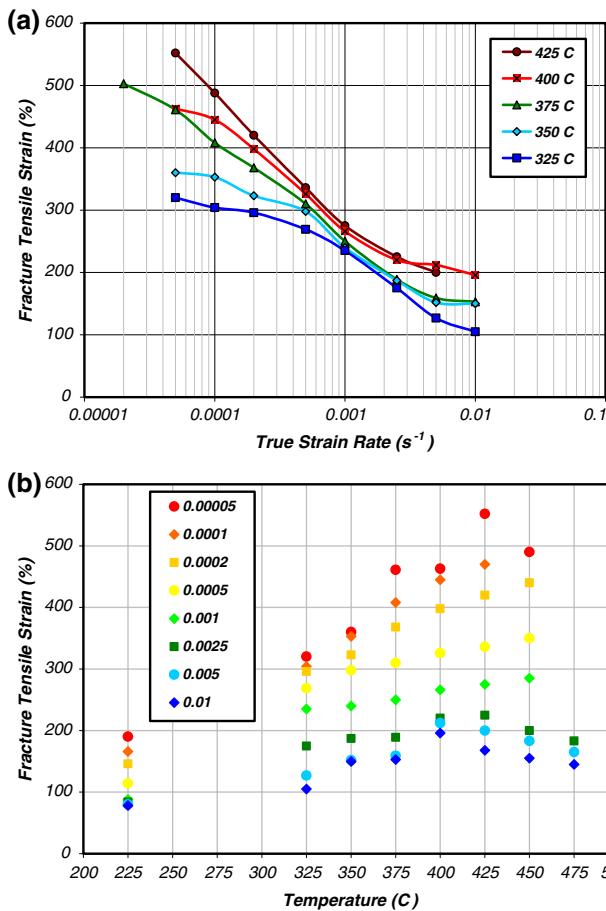 (a)
600
500
400
300
200
100
0
Fracture Tensile Strain (%)
425 C
400 C
375 C
350 C
325 C
0.00001 0.0001 0.001 0.01 0.1
True Strain Rate (s⁻¹)
(b)
600
500
400
300
200
100
0
Fracture Tensile Strain (%)
0.00005
0.0001
0.0002
0.0005
0.001
0.0025
0.005
0.01
200 225 250 275 300 325 350 375 400 425 450 475
Temperature (C)